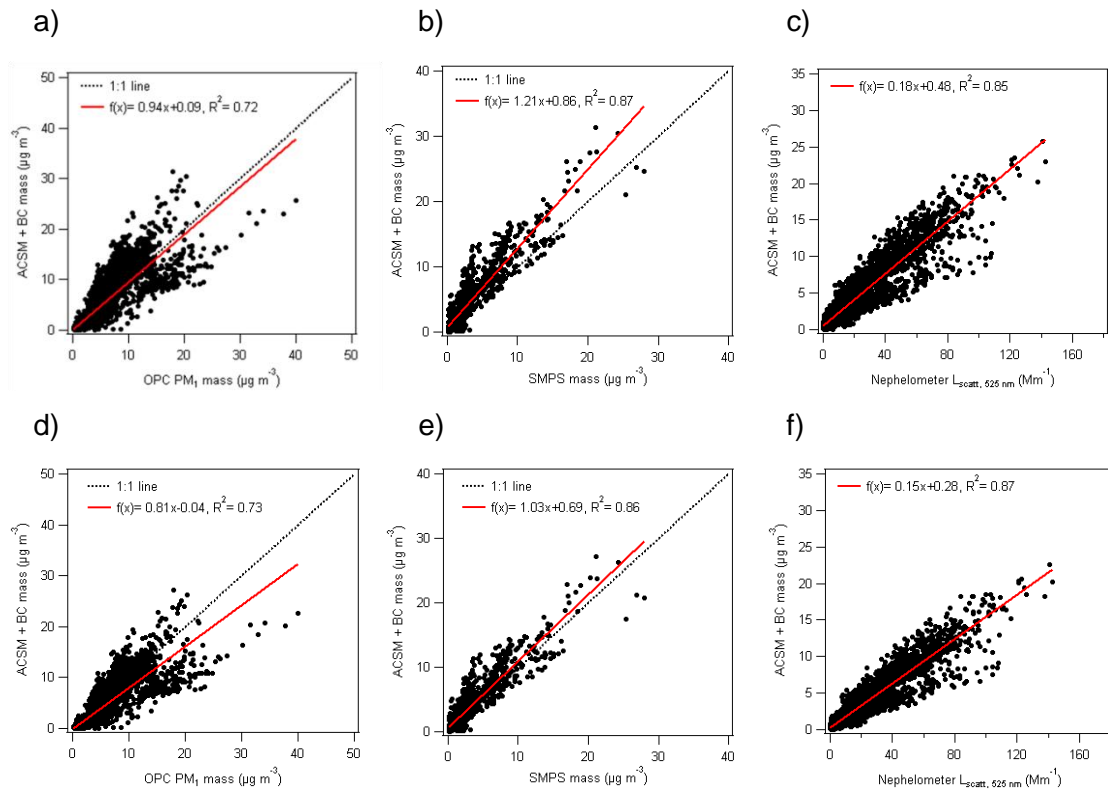 a)
b)
c)
50
40
30
20
10
0
ACSM + BC mass (µg m⁻³)
1:1 line
f(x)= 0.94x+0.09, R² = 0.72
0 10 20 30 40 50
OPC PM₁ mass (µg m⁻³)
40
30
20
10
0
ACSM + BC mass (µg m⁻³)
1:1 line
f(x)= 1.21x+0.86, R² = 0.87
0 10 20 30 40
SMPS mass (µg m⁻³)
35
30
25
20
15
10
5
0
ACSM + BC mass (µg m⁻³)
f(x)= 0.18x+0.48, R² = 0.85
0 40 80 120 160
Nephelometer L scatt, 525 nm (Mm⁻¹)
d)
e)
f)
50
40
30
20
10
0
ACSM + BC mass (µg m⁻³)
1:1 line
f(x)= 0.81x-0.04, R² = 0.73
0 10 20 30 40 50
OPC PM₁ mass (µg m⁻³)
40
30
20
10
0
ACSM + BC mass (µg m⁻³)
1:1 line
f(x)= 1.03x+0.69, R² = 0.86
0 10 20 30 40
SMPS mass (µg m⁻³)
35
30
25
20
15
10
5
0
ACSM + BC mass (µg m⁻³)
f(x)= 0.15x+0.28, R² = 0.87
0 40 80 120 160
Nephelometer L scatt, 525 nm (Mm⁻¹)